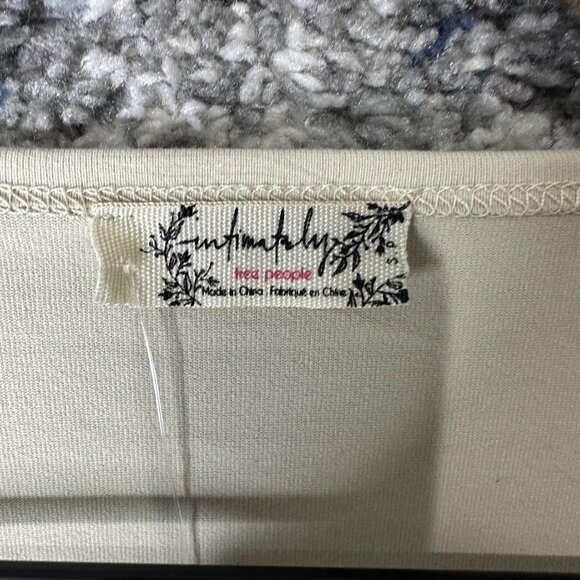 intimately
free people
Made in China . Fabriqué en Chine